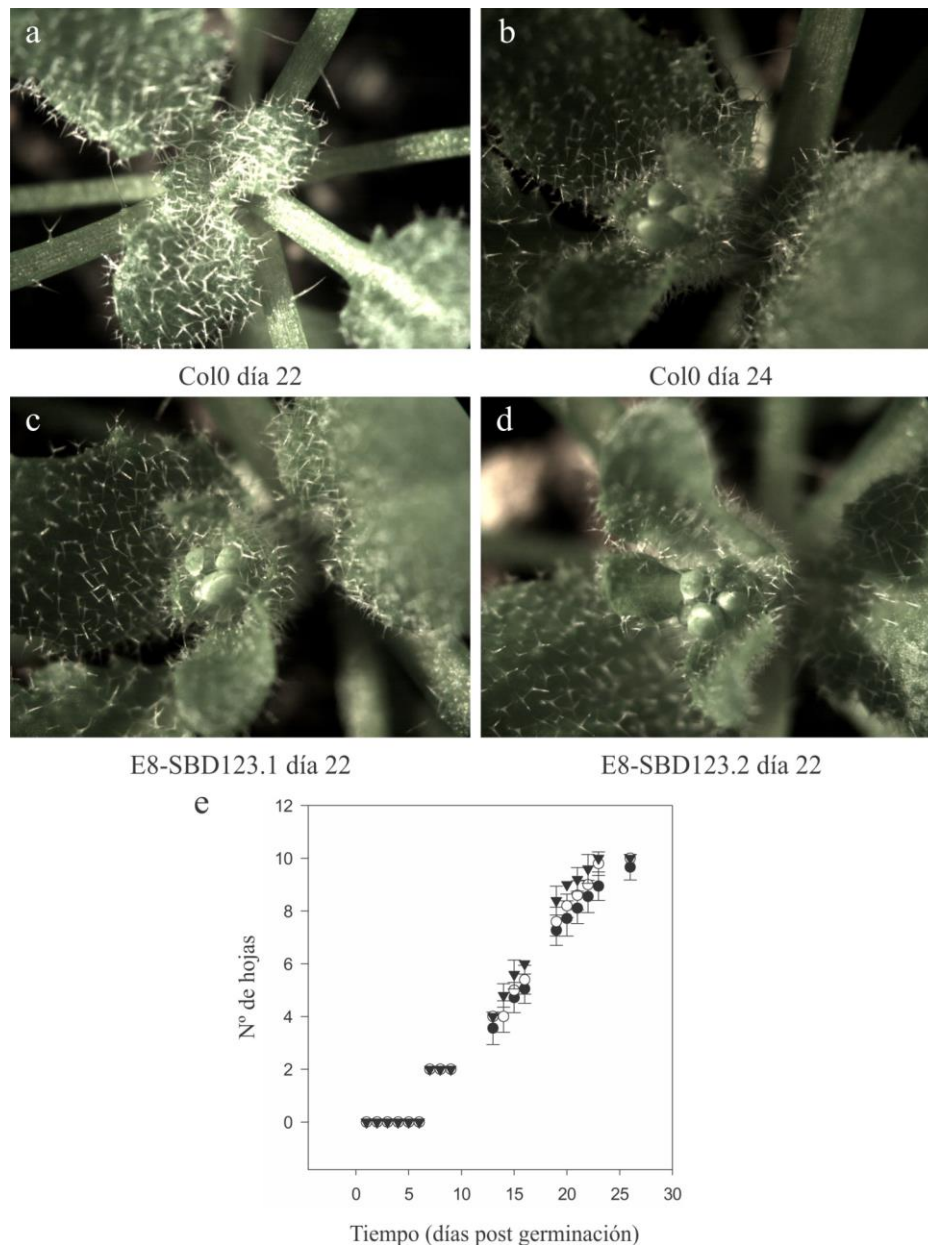 a
b
Col0 día 22
Col0 día 24
c
d
E8-SBD123.1 día 22
E8-SBD123.2 día 22
e
12
10
8
6
4
2
0
Nº de hojas
0 5 10 15 20 25 30
Tiempo (días post germinación)